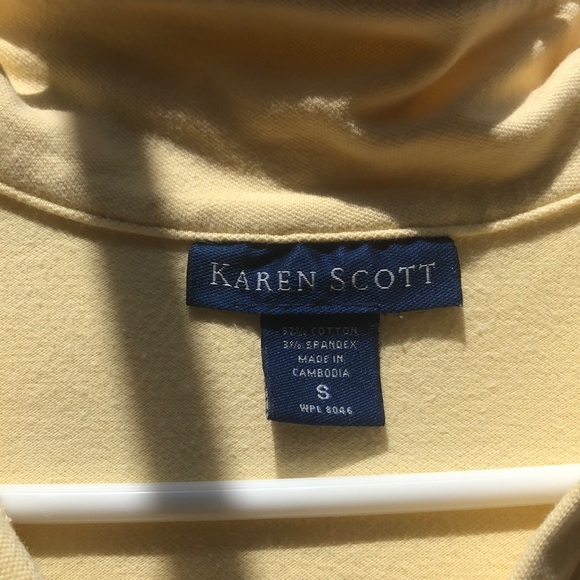 KAREN SCOTT
COTTON
3% SPANDEX
MADE IN
CAMBODIA
S
WPL 8046